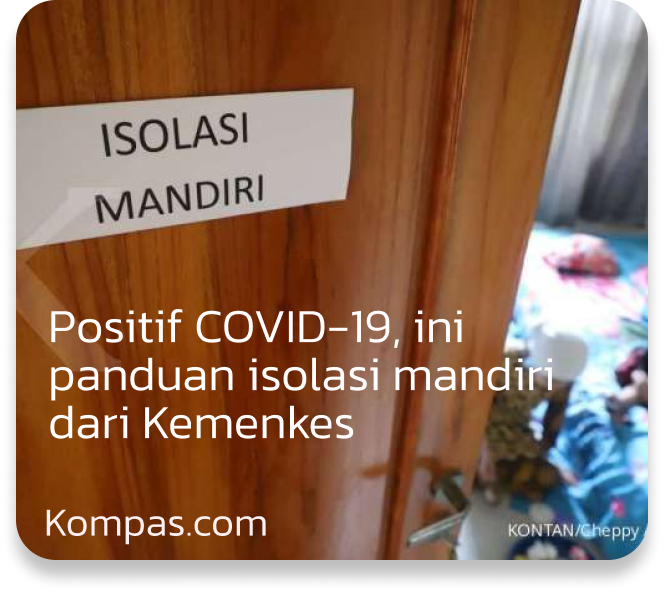 ISOLASI
MANDIRI
Positif COVID-19, ini
panduan isolasi mandiri
dari Kemenkes
Kompas.com
KONTAN/Cheppy